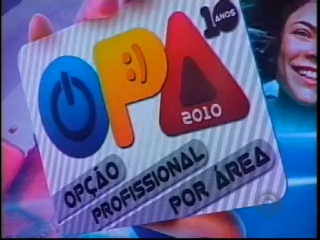 10 ANOS
OPA
2010
OPÇÃO
PROFISSIONAL
POR ÁREA